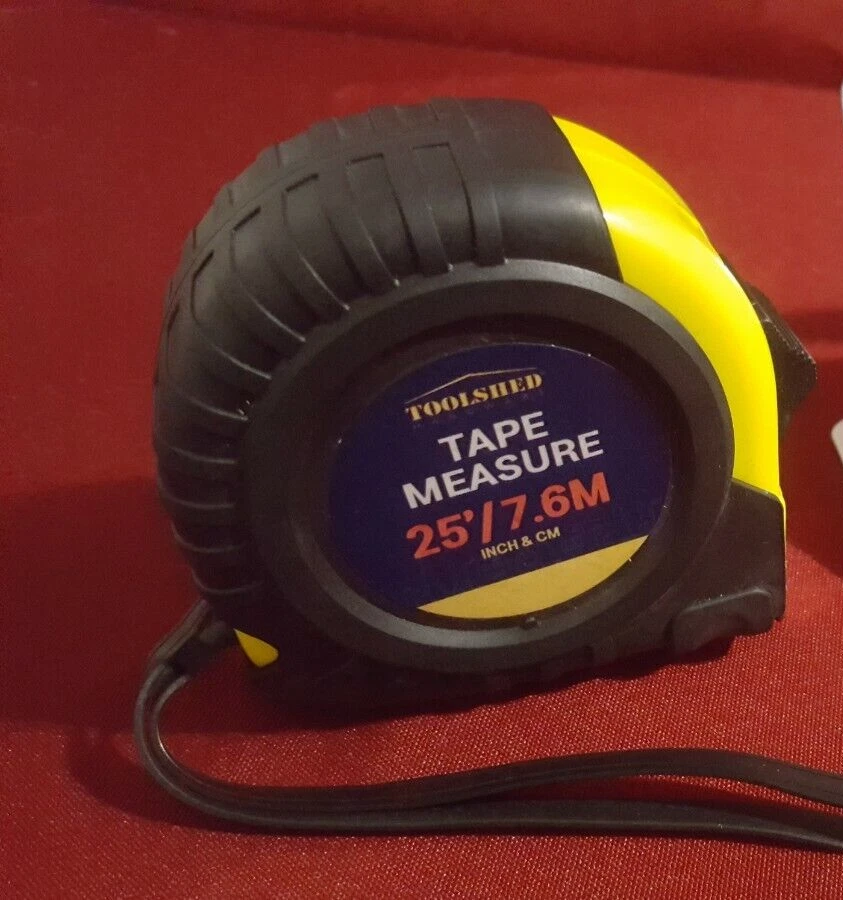 TOOLSHED
TAPE
MEASURE
25'/7.6M
INCH & CM